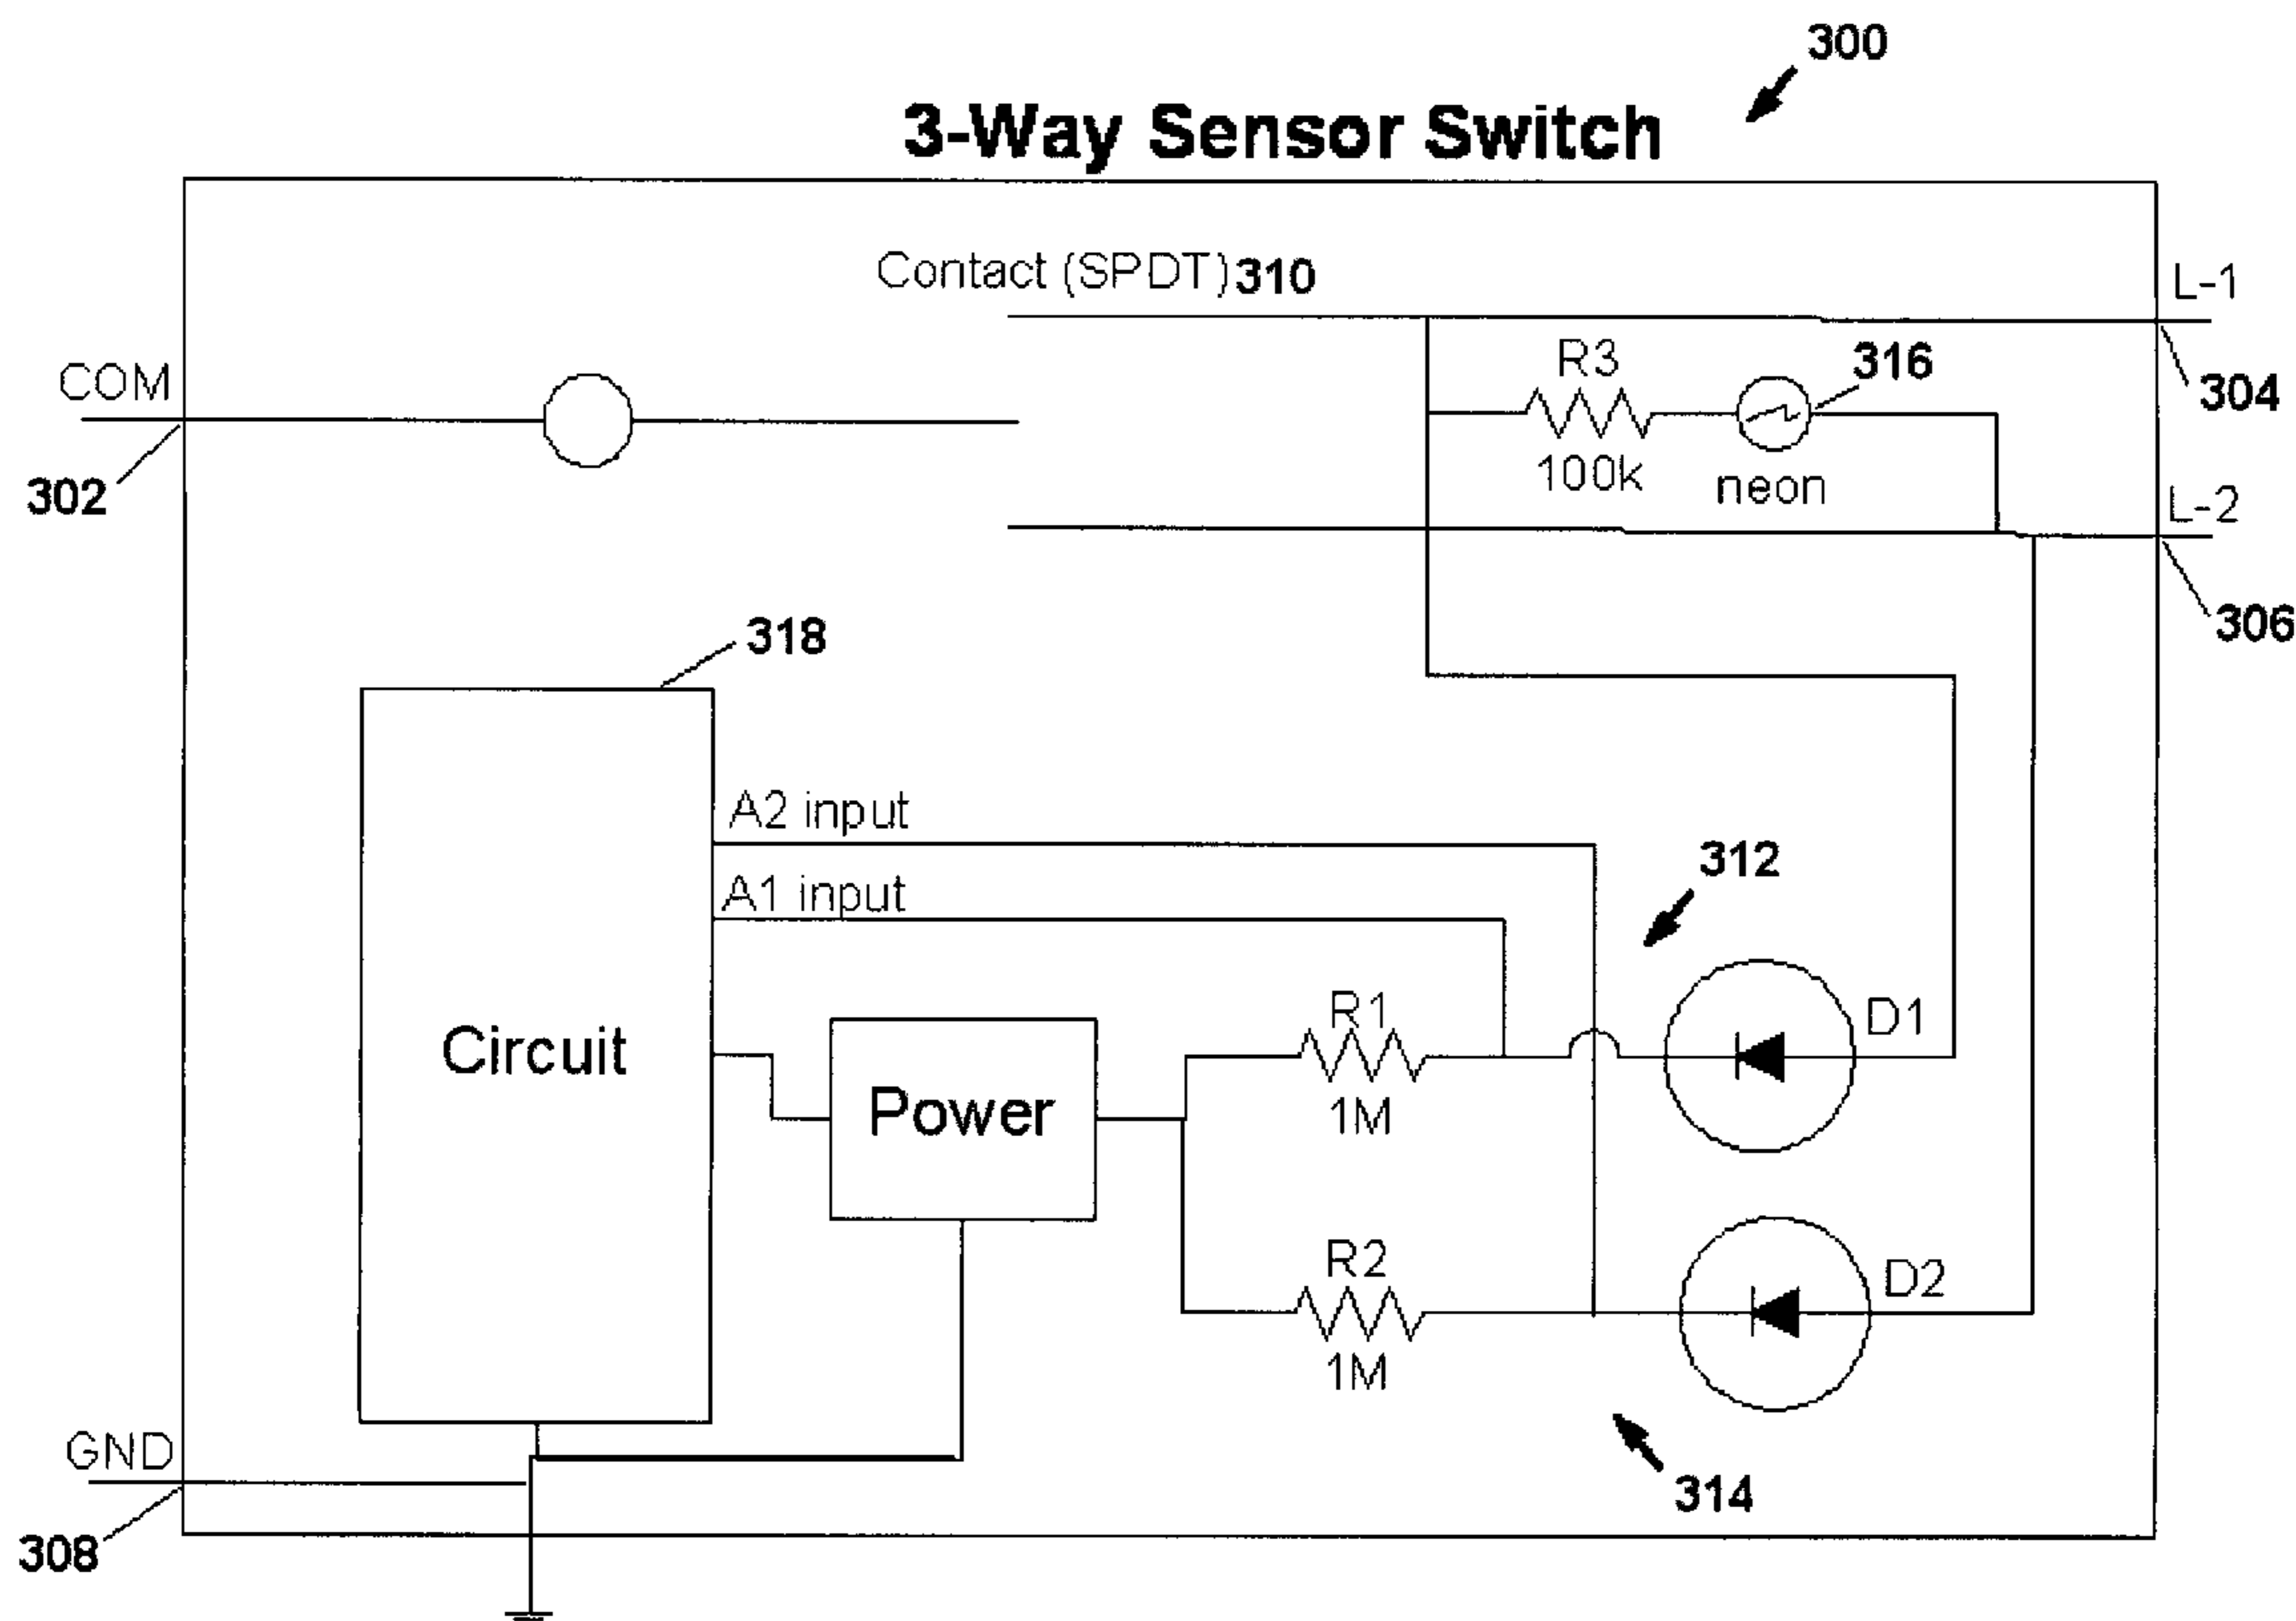 300
3-Way Sensor Switch
Contact (SPDT) 310
L-1
COM
R3
316
304
302
100k
neon
L-2
318
306
A2 input
312
A1 input
R1
D1
Circuit
Power
1M
R2
D2
1M
GND
314
308